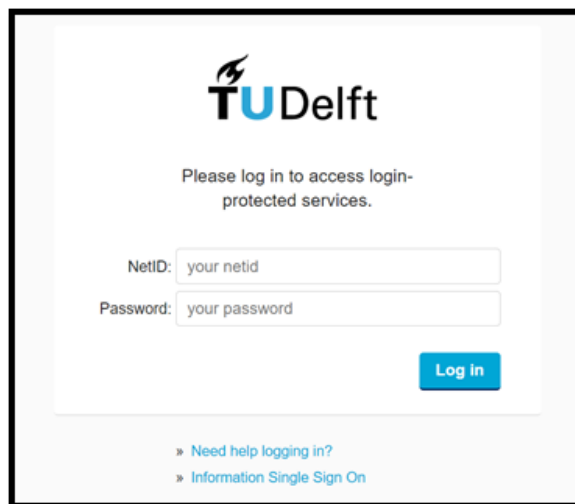 TUDelft
Please log in to access login-
protected services.
NetID: your netid
Password: your password
Log in
» Need help logging in?
» Information Single Sign On